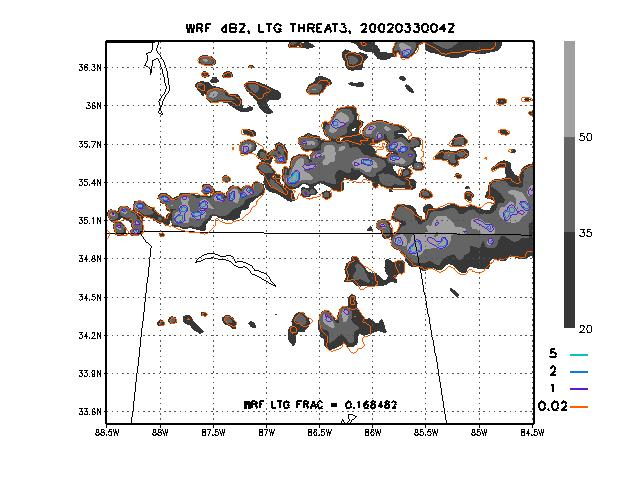 WRF dBZ, LTG THREAT3, 2002033004Z
36.3N
36N
35.7N
35.4N
35.1N
34.8N
34.5N
34.2N
33.9N
33.6N
50
35
20
5
2
1
0.02
WRF LTG FRAC = 0.168482
88.5W 88W 87.5W 87W 86.5W 86W 85.5W 85W 84.5W